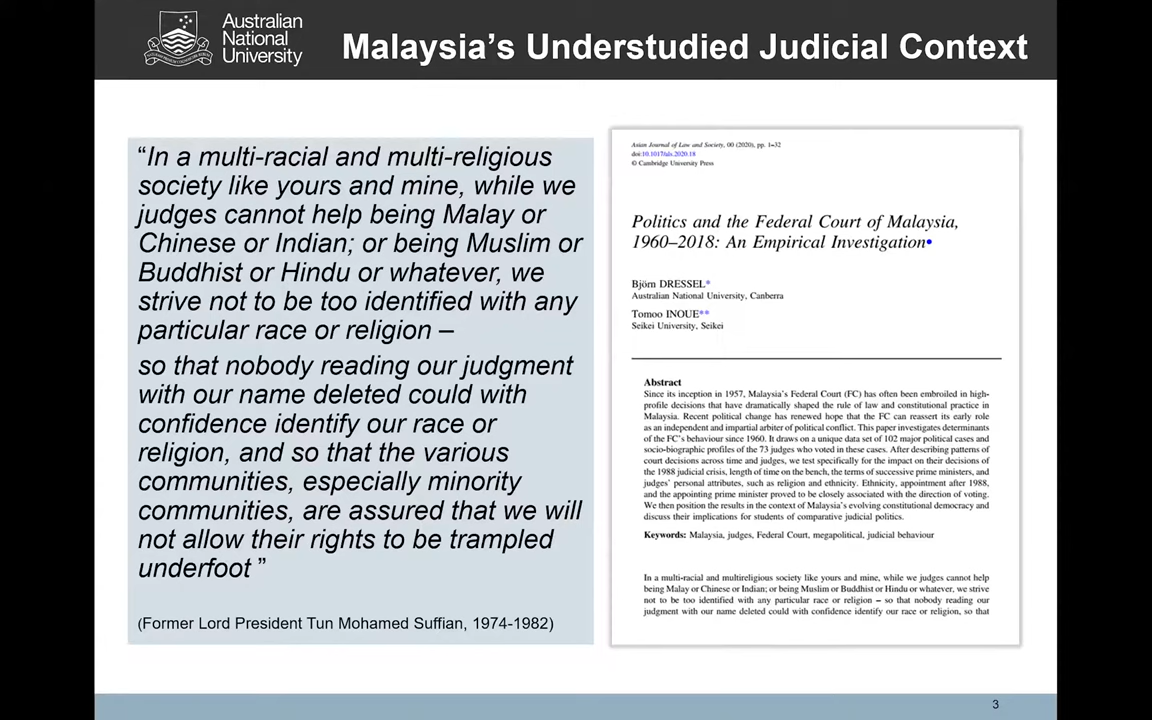 Australian
National
University
Malaysia's Understudied Judicial Context
“In a multi-racial and multi-religious
society like yours and mine, while we
judges cannot help being Malay or
Chinese or Indian; or being Muslim or
Buddhist or Hindu or whatever, we
strive not to be too identified with any
particular race or religion –
so that nobody reading our judgment
with our name deleted could with
confidence identify our race or
religion, and so that the various
communities, especially minority
communities, are assured that we will
not allow their rights to be trampled
underfoot ”
(Former Lord President Tun Mohamed Suffian, 1974-1982)
Asian Journal of Law and Society, 00 (2020), pp. 1–32
doi:10.1017/als.2020.18
© Cambridge University Press
Politics and the Federal Court of Malaysia,
1960–2018: An Empirical Investigation•
Björn DRESSEL*
Australian National University, Canberra
Tomoo INOUE**
Seikei University, Seikei
Abstract
Since its inception in 1957, Malaysia's Federal Court (FC) has often been embroiled in high-
profile decisions that have dramatically shaped the rule of law and constitutional practice in
Malaysia. Recent political change has renewed hope that the FC can reassert its early role
as an independent and impartial arbiter of political conflict. This paper investigates determinants
of the FC's behaviour since 1960. It draws on a unique data set of 102 major political cases and
socio-biographic profiles of the 73 judges who voted in these cases. After describing patterns of
court decisions across time and judges, we test specifically for the impact on their decisions of
the 1988 judicial crisis, length of time on the bench, the terms of successive prime ministers, and
judges' personal attributes, such as religion and ethnicity. Ethnicity, appointment after 1988,
and the appointing prime minister proved to be closely associated with the direction of voting.
We then position the results in the context of Malaysia's evolving constitutional democracy and
discuss their implications for students of comparative judicial politics.
Keywords: Malaysia, judges, Federal Court, megapolitical, judicial behaviour
In a multi-racial and multireligious society like yours and mine, while we judges cannot help
being Malay or Chinese or Indian; or being Muslim or Buddhist or Hindu or whatever, we strive
not to be too identified with any particular race or religion – so that nobody reading our
judgment with our name deleted could with confidence identify our race or religion, so that
3